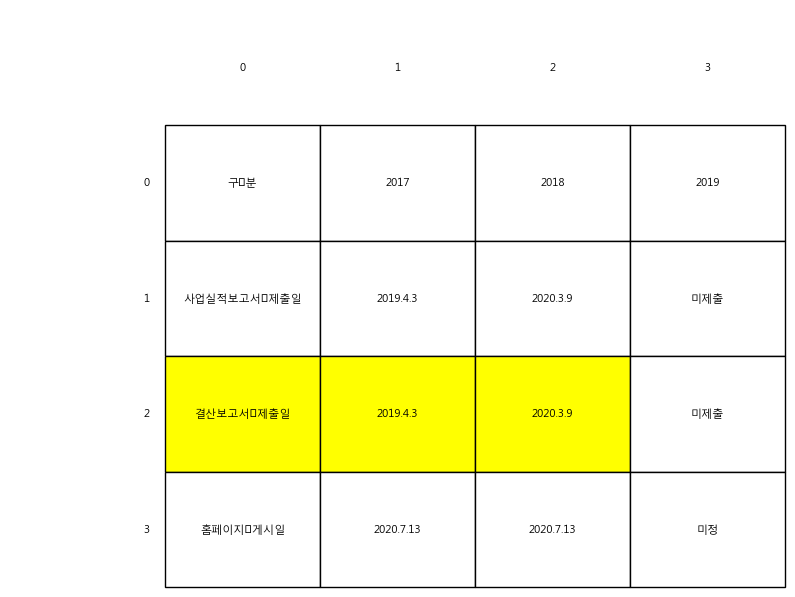 0 1 2 3
0 구 분 2017 2018 2019
1 사업실적보고서 제출일 2019.4.3 2020.3.9 미제출
2 결산보고서 제출일 2019.4.3 2020.3.9 미제출
3 홈페이지 게시일 2020.7.13 2020.7.13 미정